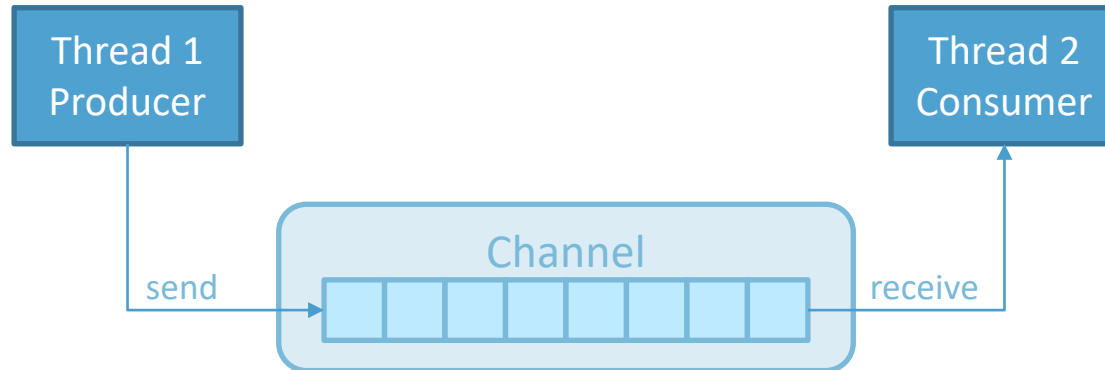 Thread 1
Producer
Thread 2
Consumer
Channel
send
receive